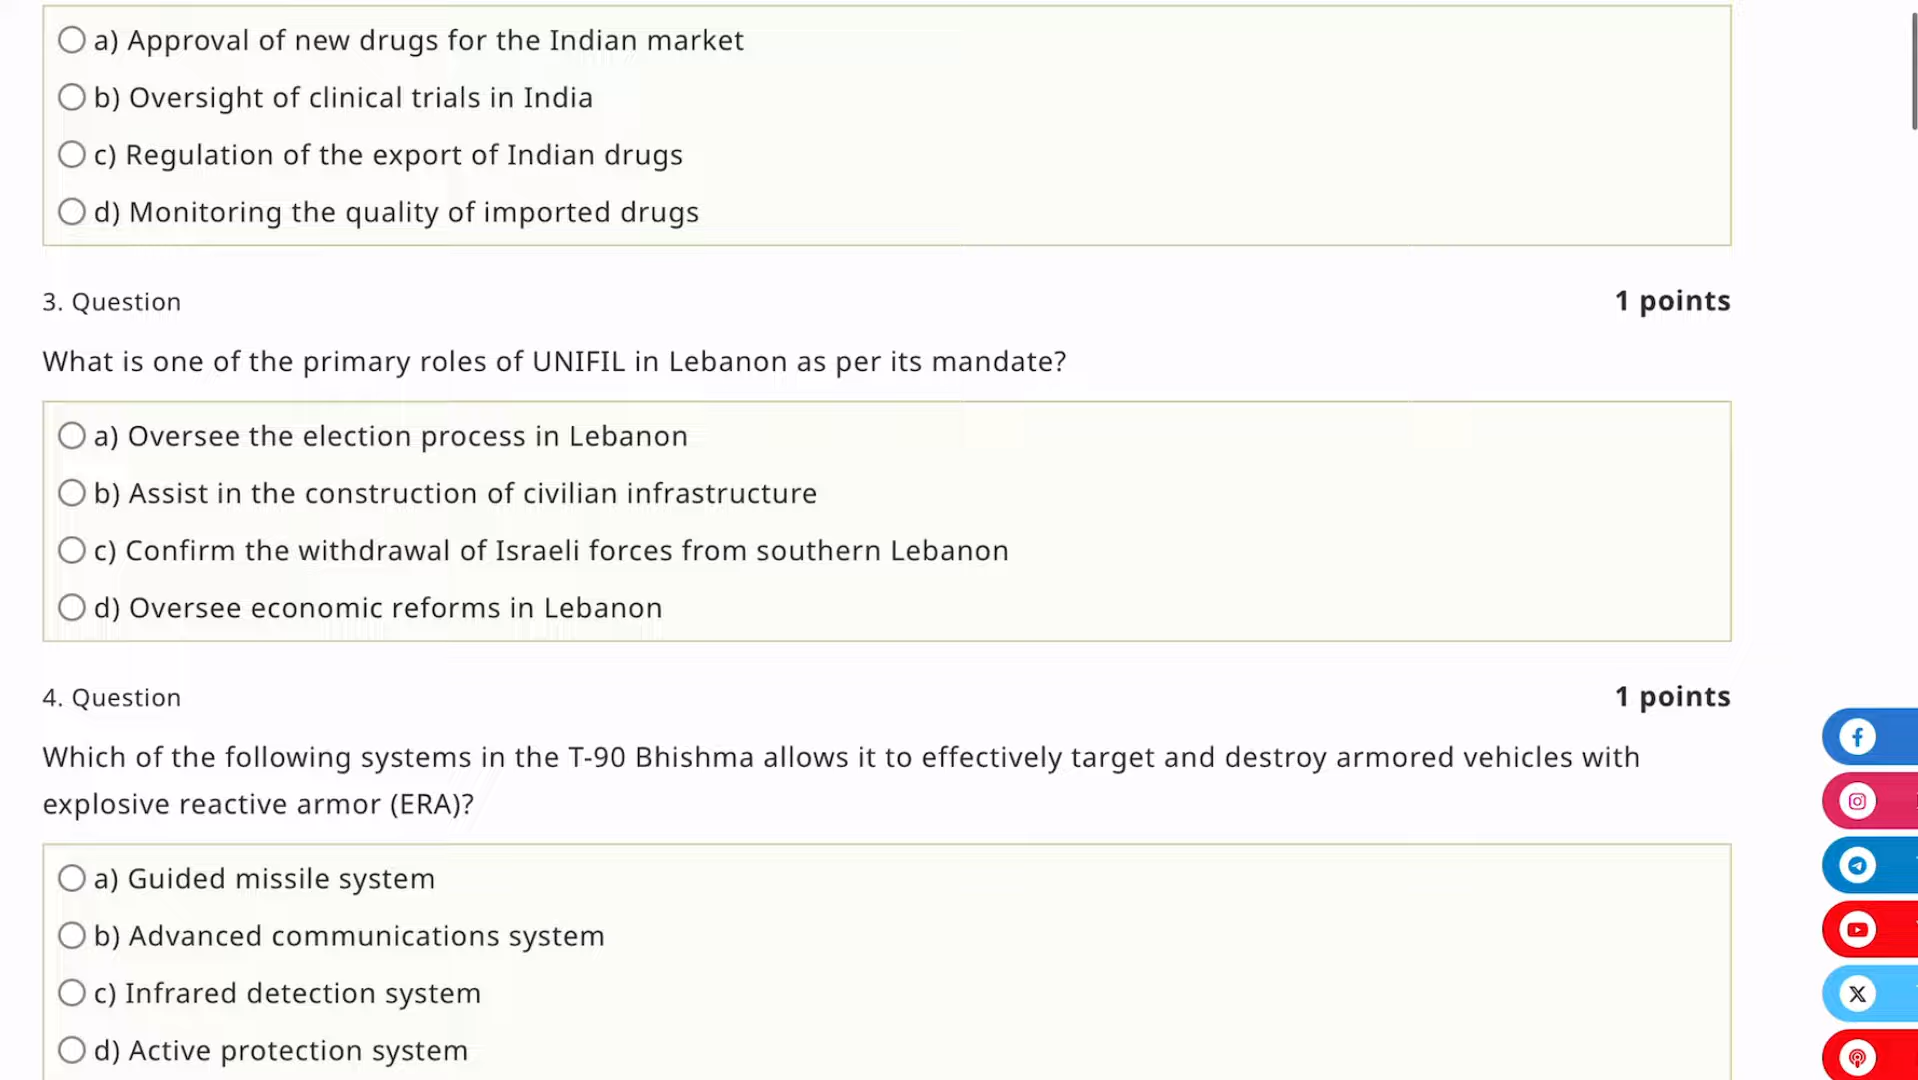 a) Approval of new drugs for the Indian market
b) Oversight of clinical trials in India
c) Regulation of the export of Indian drugs
d) Monitoring the quality of imported drugs
3. Question 1 points
What is one of the primary roles of UNIFIL in Lebanon as per its mandate?
a) Oversee the election process in Lebanon
b) Assist in the construction of civilian infrastructure
c) Confirm the withdrawal of Israeli forces from southern Lebanon
d) Oversee economic reforms in Lebanon
4. Question 1 points
Which of the following systems in the T-90 Bhishma allows it to effectively target and destroy armored vehicles with
explosive reactive armor (ERA)?
a) Guided missile system
b) Advanced communications system
c) Infrared detection system
d) Active protection system